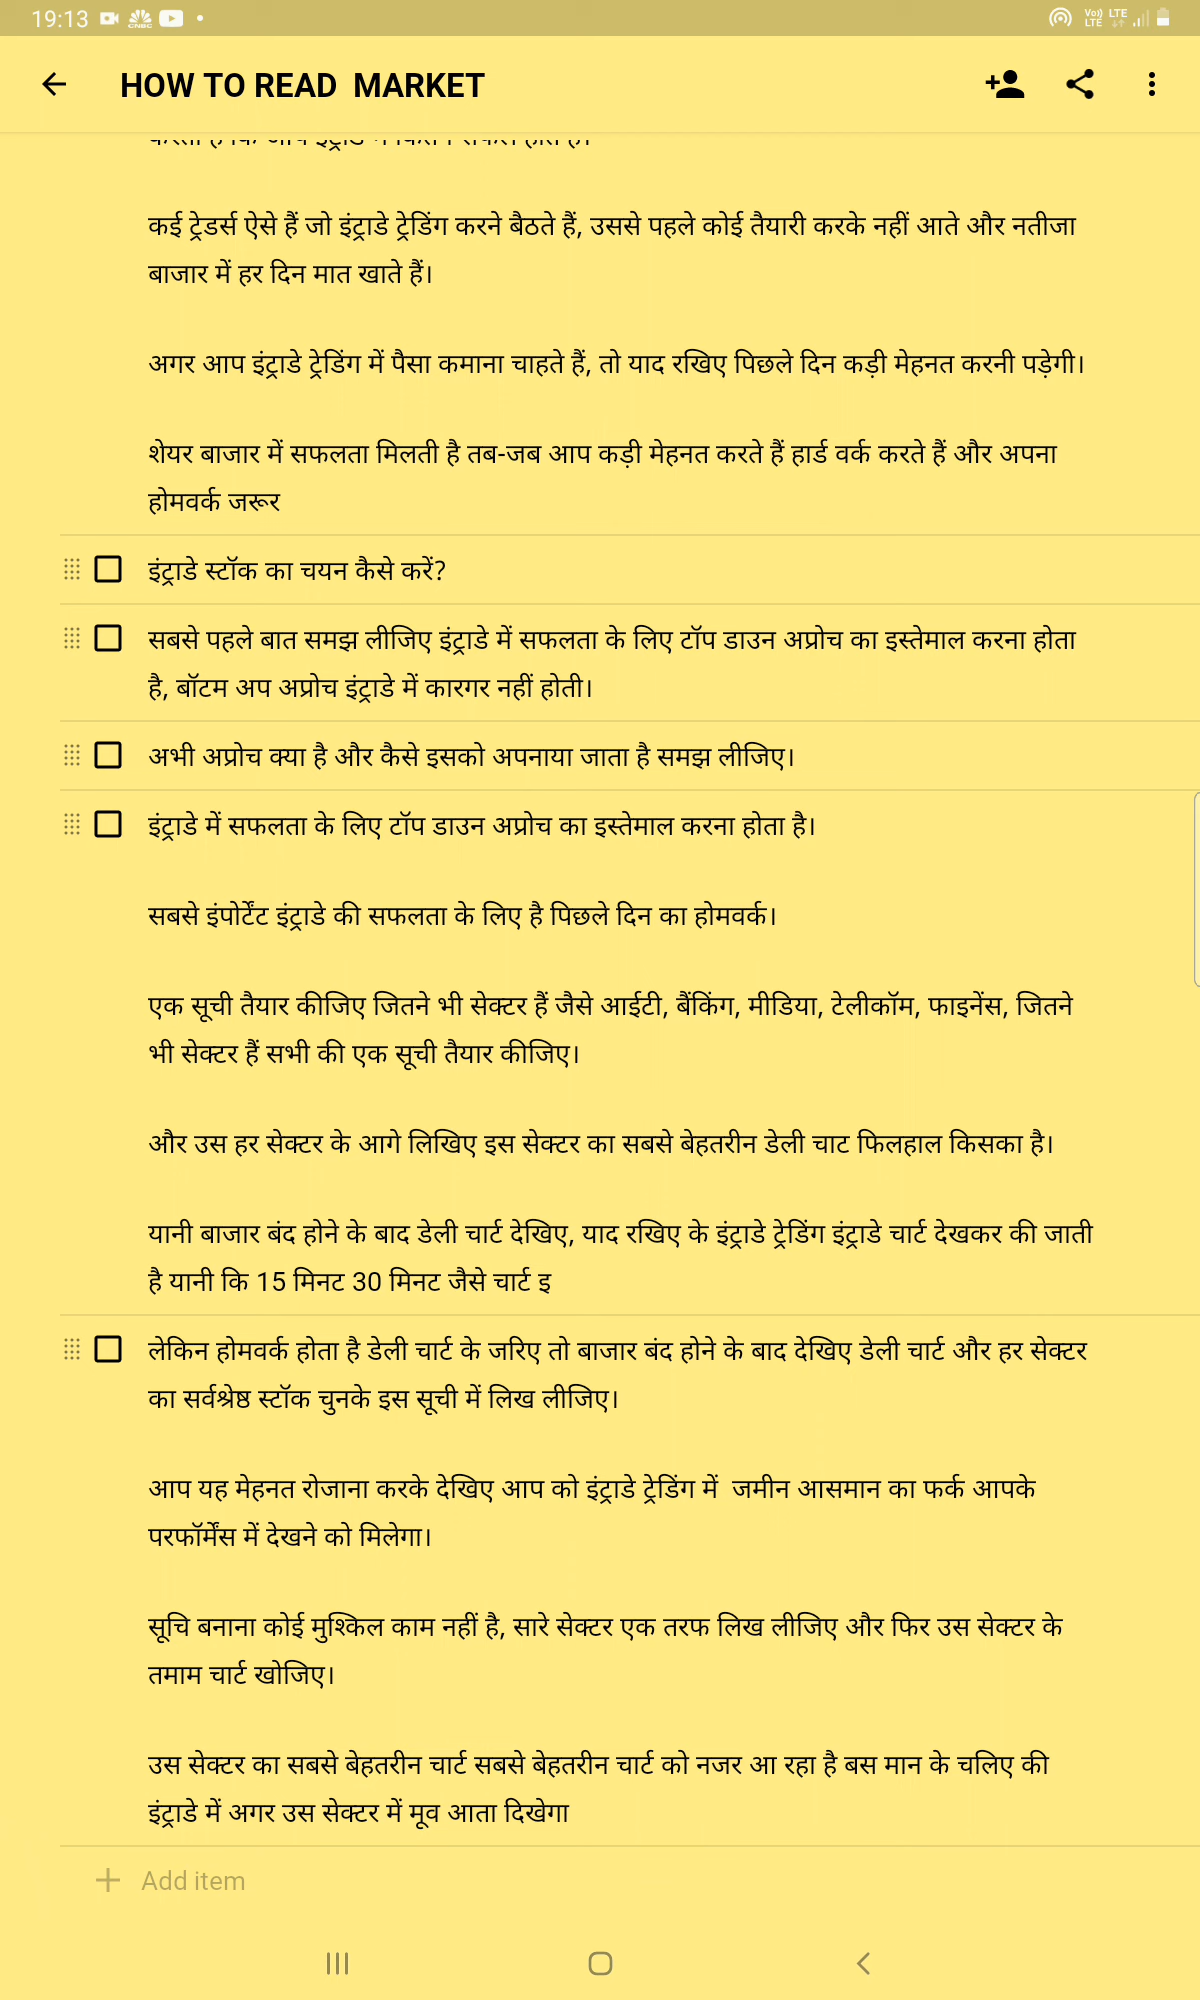 19:13
CNBC
Vo) LTE
LTE
HOW TO READ MARKET
कई ट्रेडर्स ऐसे हैं जो इंट्राडे ट्रेडिंग करने बैठते हैं, उससे पहले कोई तैयारी करके नहीं आते और नतीजा
बाजार में हर दिन मात खाते हैं।
अगर आप इंट्राडे ट्रेडिंग में पैसा कमाना चाहते हैं, तो याद रखिए पिछले दिन कड़ी मेहनत करनी पड़ेगी।
शेयर बाजार में सफलता मिलती है तब-जब आप कड़ी मेहनत करते हैं हार्ड वर्क करते हैं और अपना
होमवर्क जरूर
इंट्राडे स्टॉक का चयन कैसे करें?
सबसे पहले बात समझ लीजिए इंट्राडे में सफलता के लिए टॉप डाउन अप्रोच का इस्तेमाल करना होता
है, बॉटम अप अप्रोच इंट्राडे में कारगर नहीं होती।
अभी अप्रोच क्या है और कैसे इसको अपनाया जाता है समझ लीजिए।
इंट्राडे में सफलता के लिए टॉप डाउन अप्रोच का इस्तेमाल करना होता है।
सबसे इंपोर्टेंट इंट्राडे की सफलता के लिए है पिछले दिन का होमवर्क।
एक सूची तैयार कीजिए जितने भी सेक्टर हैं जैसे आईटी, बैंकिंग, मीडिया, टेलीकॉम, फाइनेंस, जितने
भी सेक्टर हैं सभी की एक सूची तैयार कीजिए।
और उस हर सेक्टर के आगे लिखिए इस सेक्टर का सबसे बेहतरीन डेली चाट फिलहाल किसका है।
यानी बाजार बंद होने के बाद डेली चार्ट देखिए, याद रखिए के इंट्राडे ट्रेडिंग इंट्राडे चार्ट देखकर की जाती
है यानी कि 15 मिनट 30 मिनट जैसे चार्ट इ
लेकिन होमवर्क होता है डेली चार्ट के जरिए तो बाजार बंद होने के बाद देखिए डेली चार्ट और हर सेक्टर
का सर्वश्रेष्ठ स्टॉक चुनके इस सूची में लिख लीजिए।
आप यह मेहनत रोजाना करके देखिए आप को इंट्राडे ट्रेडिंग में जमीन आसमान का फर्क आपके
परफॉर्मेंस में देखने को मिलेगा।
सूचि बनाना कोई मुश्किल काम नहीं है, सारे सेक्टर एक तरफ लिख लीजिए और फिर उस सेक्टर के
तमाम चार्ट खोजिए।
उस सेक्टर का सबसे बेहतरीन चार्ट सबसे बेहतरीन चार्ट को नजर आ रहा है बस मान के चलिए की
इंट्राडे में अगर उस सेक्टर में मूव आता दिखेगा
Add item